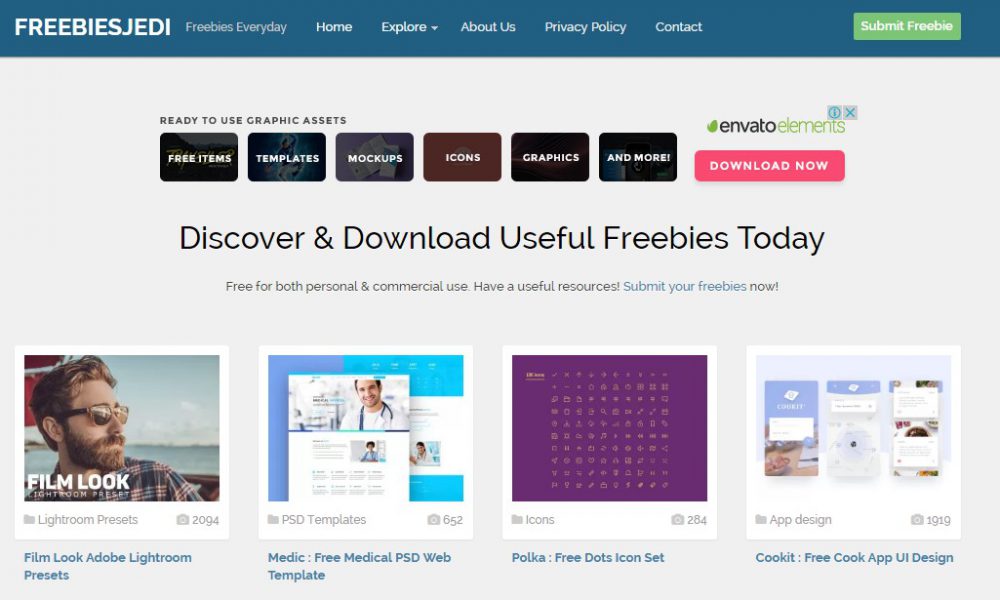 FREEBIESJEDI Freebies Everyday Home Explore About Us Privacy Policy Contact Submit Freebie
READY TO USE GRAPHIC ASSETS
envatoelements
FREE ITEMS TEMPLATES MOCKUPS ICONS GRAPHICS AND MORE!
DOWNLOAD NOW
Discover & Download Useful Freebies Today
Free for both personal & commercial use. Have a useful resources! Submit your freebies now!
COOKIT
FILM LOOK
LIGHTROOM PRESET
Lightroom Presets 2094
PSD Templates 652
Icons 284
App design 1919
Film Look Adobe Lightroom
Presets
Medic : Free Medical PSD Web
Template
Polka : Free Dots Icon Set
Cookit : Free Cook App UI Design